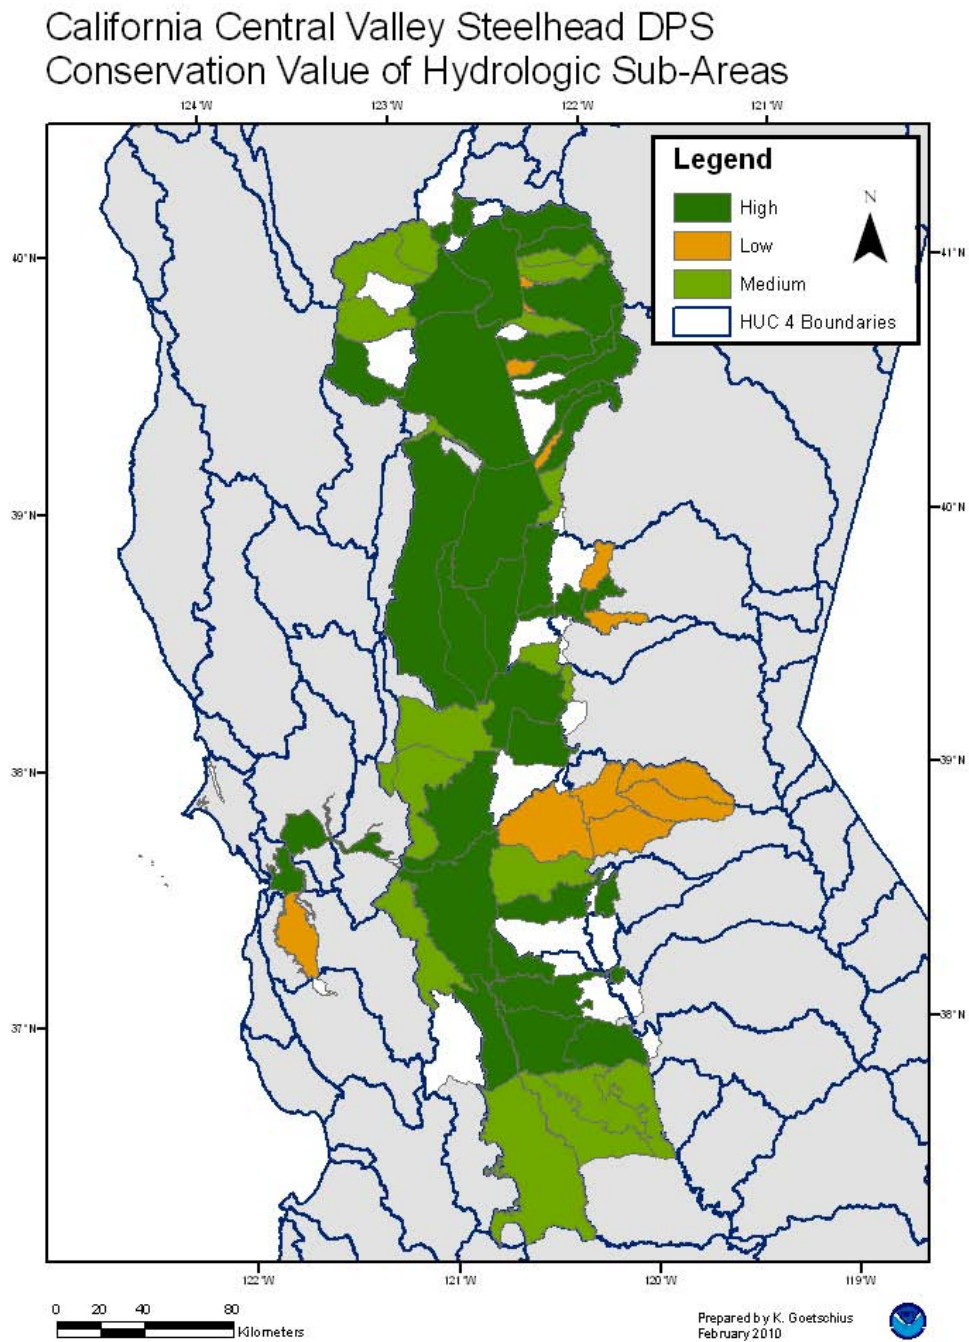 California Central Valley Steelhead DPS
Conservation Value of Hydrologic Sub-Areas
124°W 123°W 122°W 121°W
Legend
High
Low
Medium
HUC 4 Boundaries
N
40°N
41°N
39°N
40°N
38°N
39°N
37°N
38°N
122°W 121°W 120°W 119°W
0 20 40 80
Kilometers
Prepared by K. Goetschius
February 2010